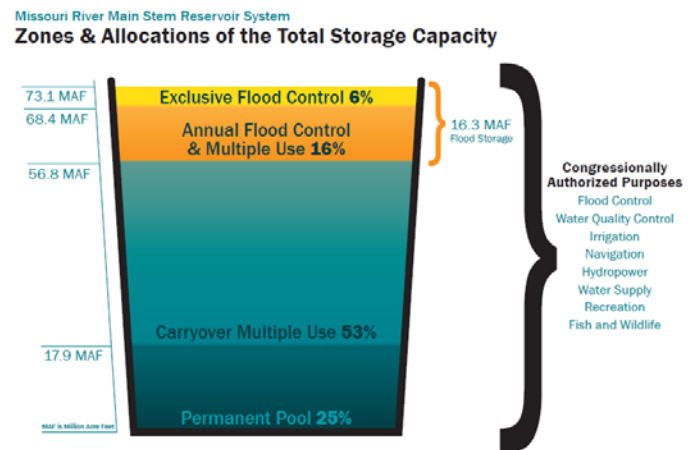 Missouri River Main Stem Reservoir System
Zones & Allocations of the Total Storage Capacity
73.1 MAF
68.4 MAF
56.8 MAF
17.9 MAF
MAF is Million Acre Feet
Exclusive Flood Control 6%
Annual Flood Control
& Multiple Use 16%
Carryover Multiple Use 53%
Permanent Pool 25%
16.3 MAF
Flood Storage
Congressionally
Authorized Purposes
Flood Control
Water Quality Control
Irrigation
Navigation
Hydropower
Water Supply
Recreation
Fish and Wildlife